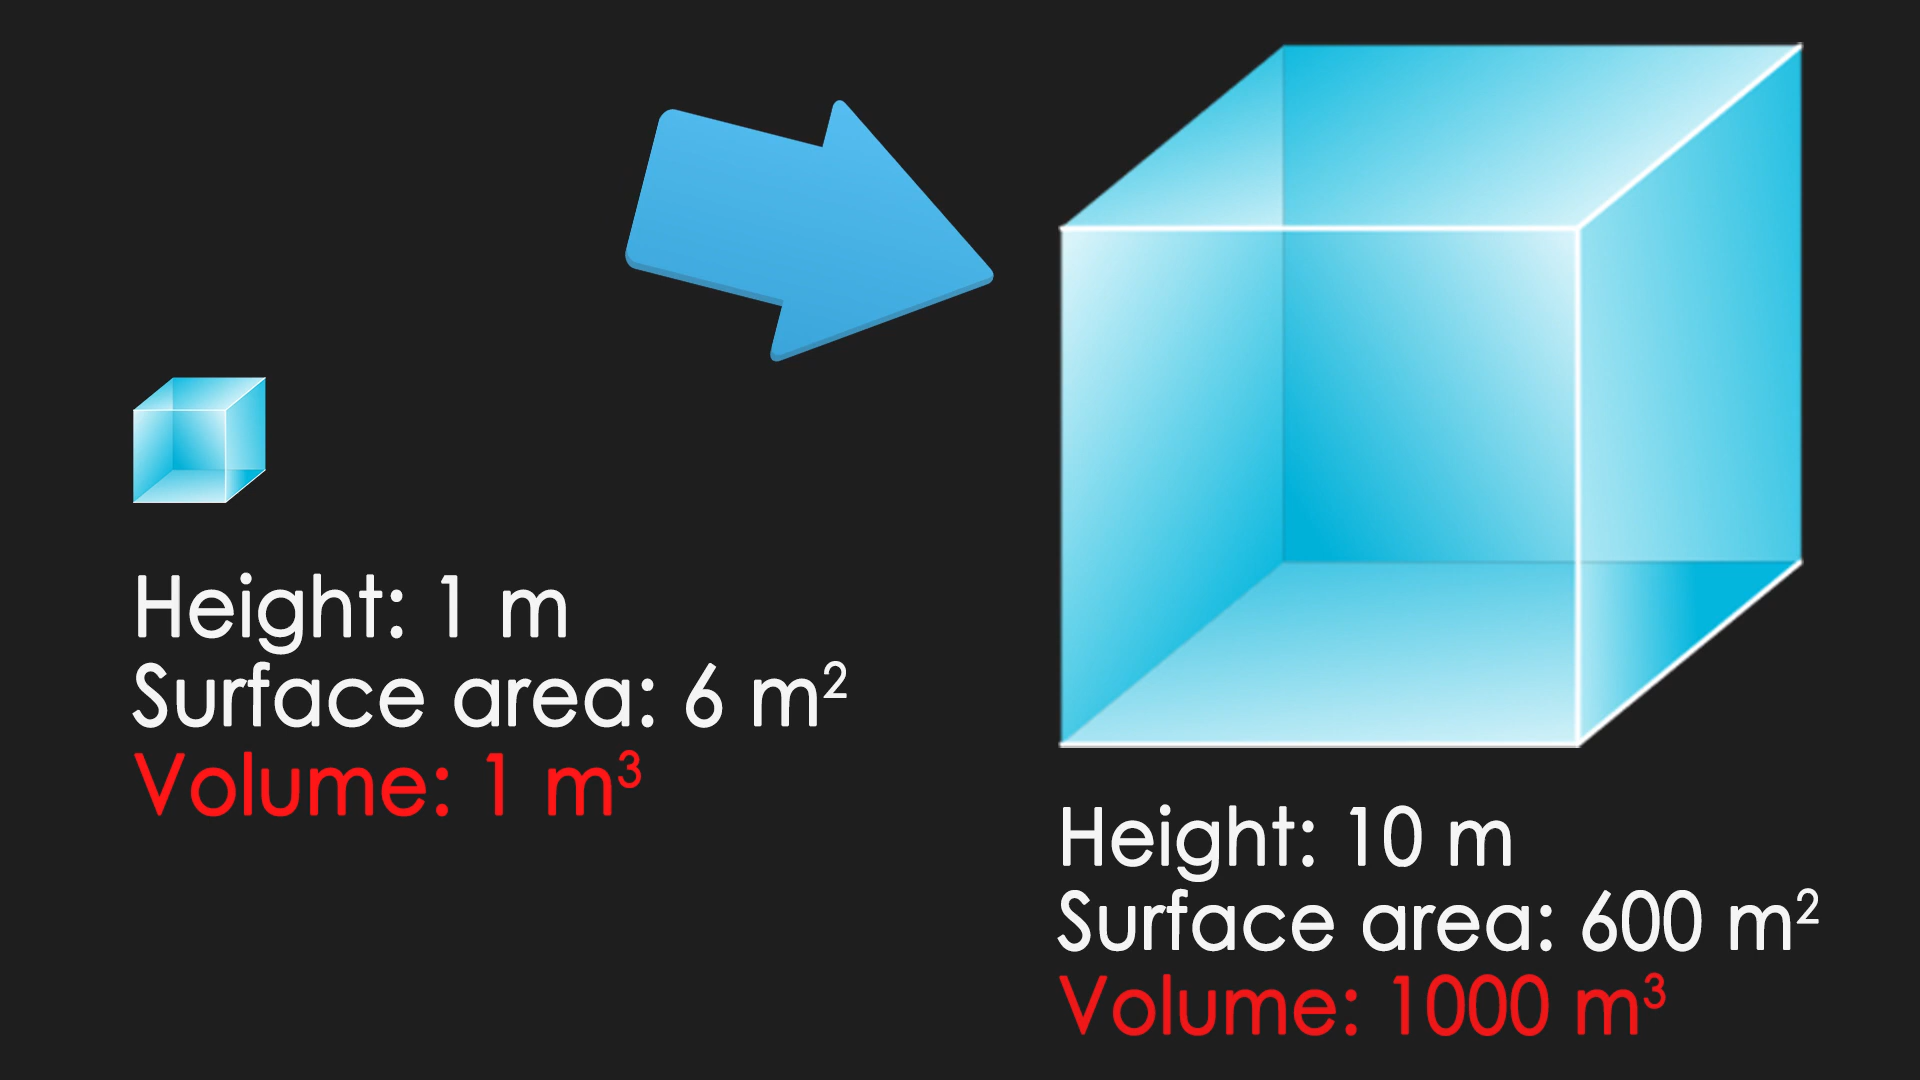 Height: 1 m
Surface area: 6 m²
Volume: 1 m³
Height: 10 m
Surface area: 600 m²
Volume: 1000 m³